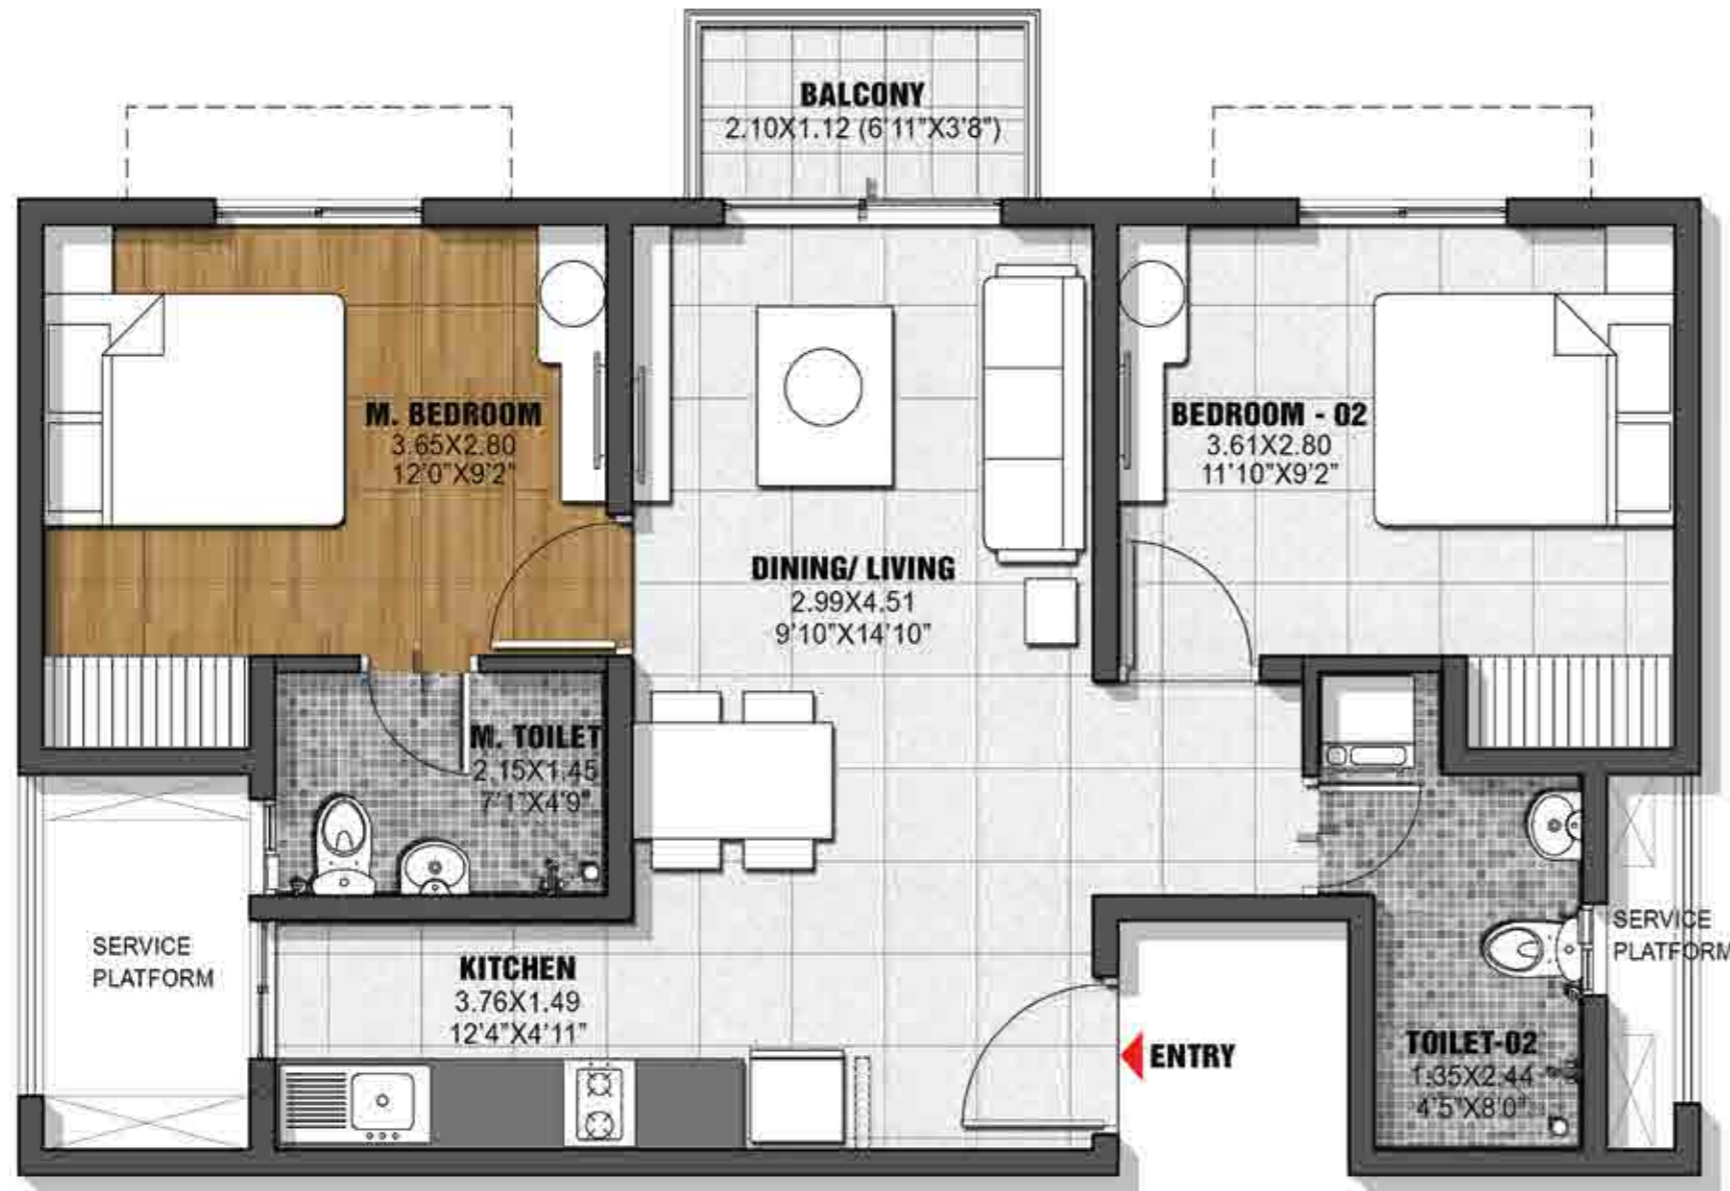 BALCONY
2.10X1.12 (6'11"X3'8")
M. BEDROOM
3.65X2.80
12'0"X9'2"
BEDROOM - 02
3.61X2.80
11'10"X9'2"
DINING/ LIVING
2.99X4.51
9'10"X14'10"
M. TOILET
2.15X1.45
7'1"X4'9"
SERVICE
PLATFORM
KITCHEN
3.76X1.49
12'4"X4'11"
ENTRY
SERVICE
PLATFORM
TOILET-02
1.35X2.44
4'5"X8'0"